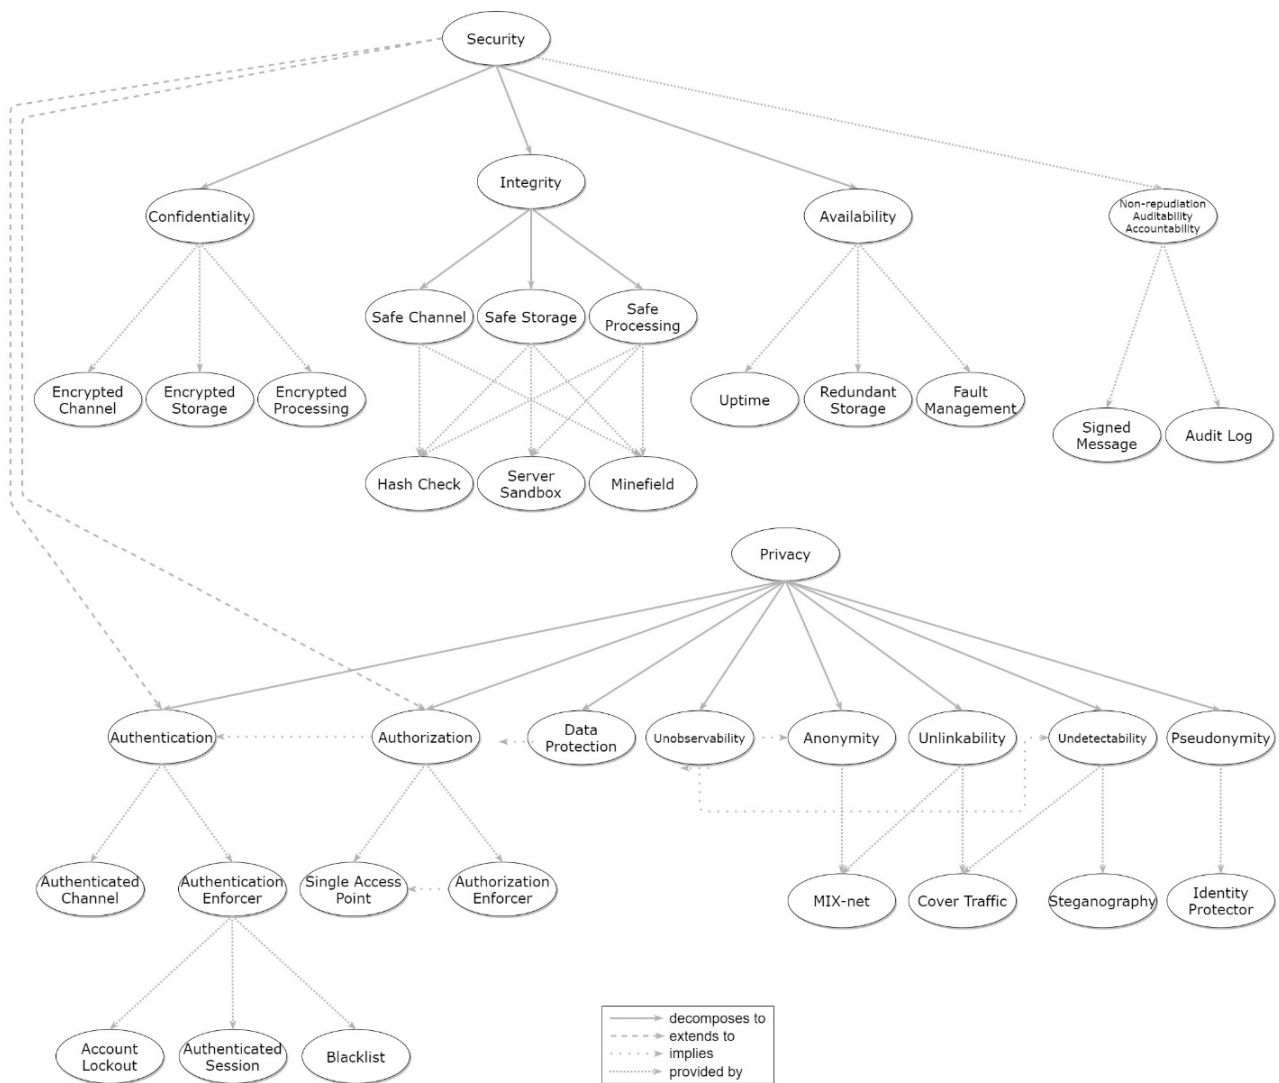 Security
Integrity
Confidentiality
Availability
Non-repudiation
Auditability
Accountability
Safe Channel
Safe Storage
Safe
Processing
Encrypted
Channel
Encrypted
Storage
Encrypted
Processing
Uptime
Redundant
Storage
Fault
Management
Signed
Message
Audit Log
Hash Check
Server
Sandbox
Minefield
Privacy
Authentication
Authorization
Data
Protection
Unobservability
Anonymity
Unlinkability
Undetectability
Pseudonymity
Authenticated
Channel
Authentication
Enforcer
Single Access
Point
Authorization
Enforcer
MIX-net
Cover Traffic
Steganography
Identity
Protector
Account
Lockout
Authenticated
Session
Blacklist
decomposes to
extends to
implies
provided by